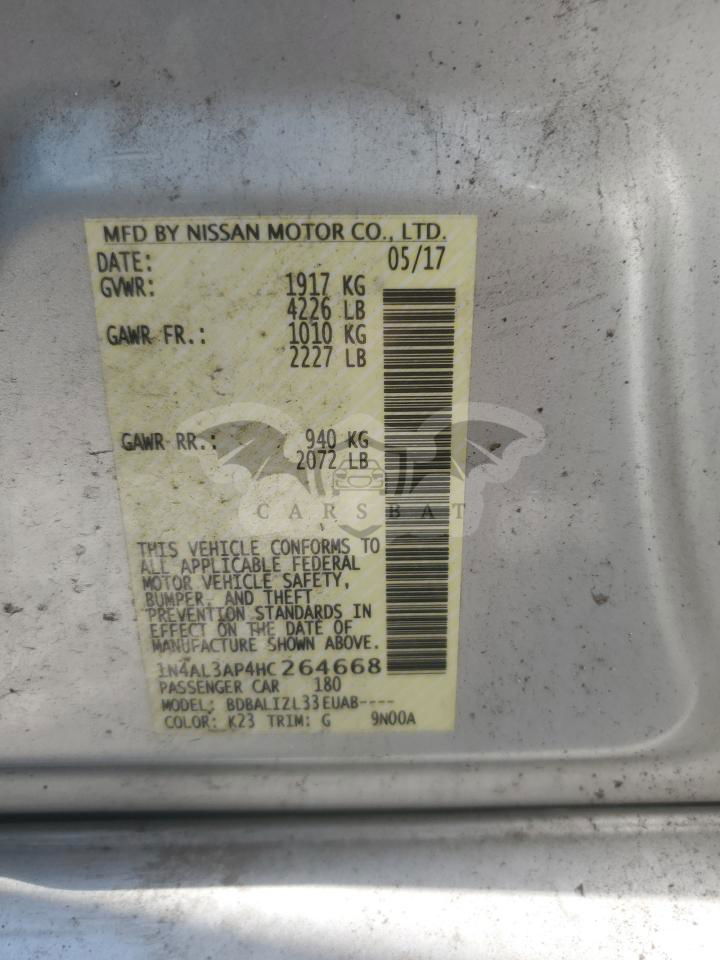 MFD BY NISSAN MOTOR CO., LTD.
DATE: 05/17
GVWR: 1917 KG
4226 LB
GAWR FR.: 1010 KG
2227 LB
GAWR RR.: 940 KG
2072 LB
CARSBAT
THIS VEHICLE CONFORMS TO
ALL APPLICABLE FEDERAL
MOTOR VEHICLE SAFETY,
BUMPER, AND THEFT
PREVENTION STANDARDS IN
EFFECT ON THE DATE OF
MANUFACTURE SHOWN ABOVE.
1N4AL3AP4HC264668
PASSENGER CAR 180
MODEL: BDBALIZL33EUAB----
COLOR: K23 TRIM: G 9N00A